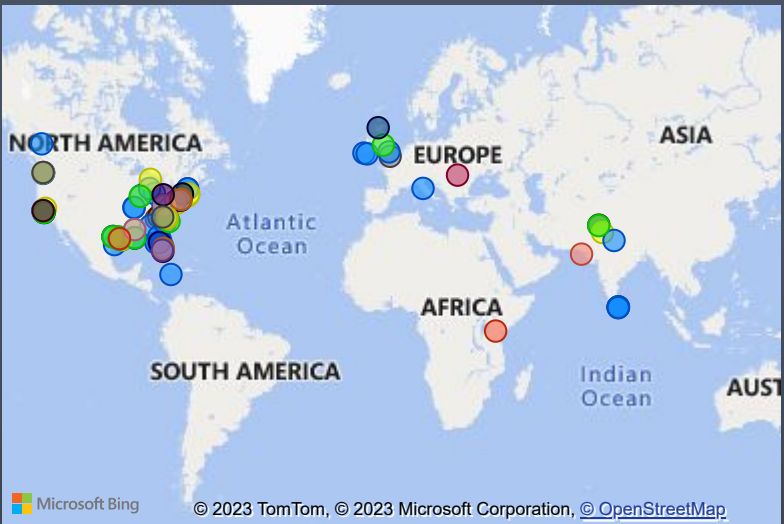 NORTH AMERICA
ASIA
EUROPE
Atlantic
Ocean
AFRICA
SOUTH AMERICA
Indian
Ocean
AUST
Microsoft Bing
© 2023 TomTom, © 2023 Microsoft Corporation, © OpenStreetMap